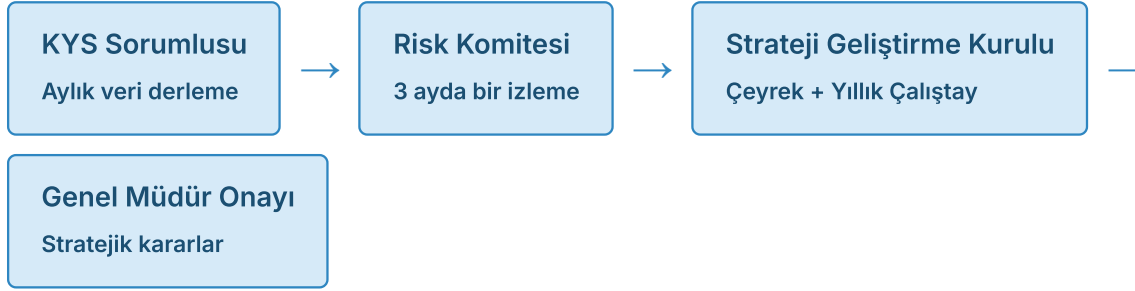 KYS Sorumlusu
Aylık veri derleme
→
Risk Komitesi
3 ayda bir izleme
→
Strateji Geliştirme Kurulu
Çeyrek + Yıllık Çalıştay
Genel Müdür Onayı
Stratejik kararlar